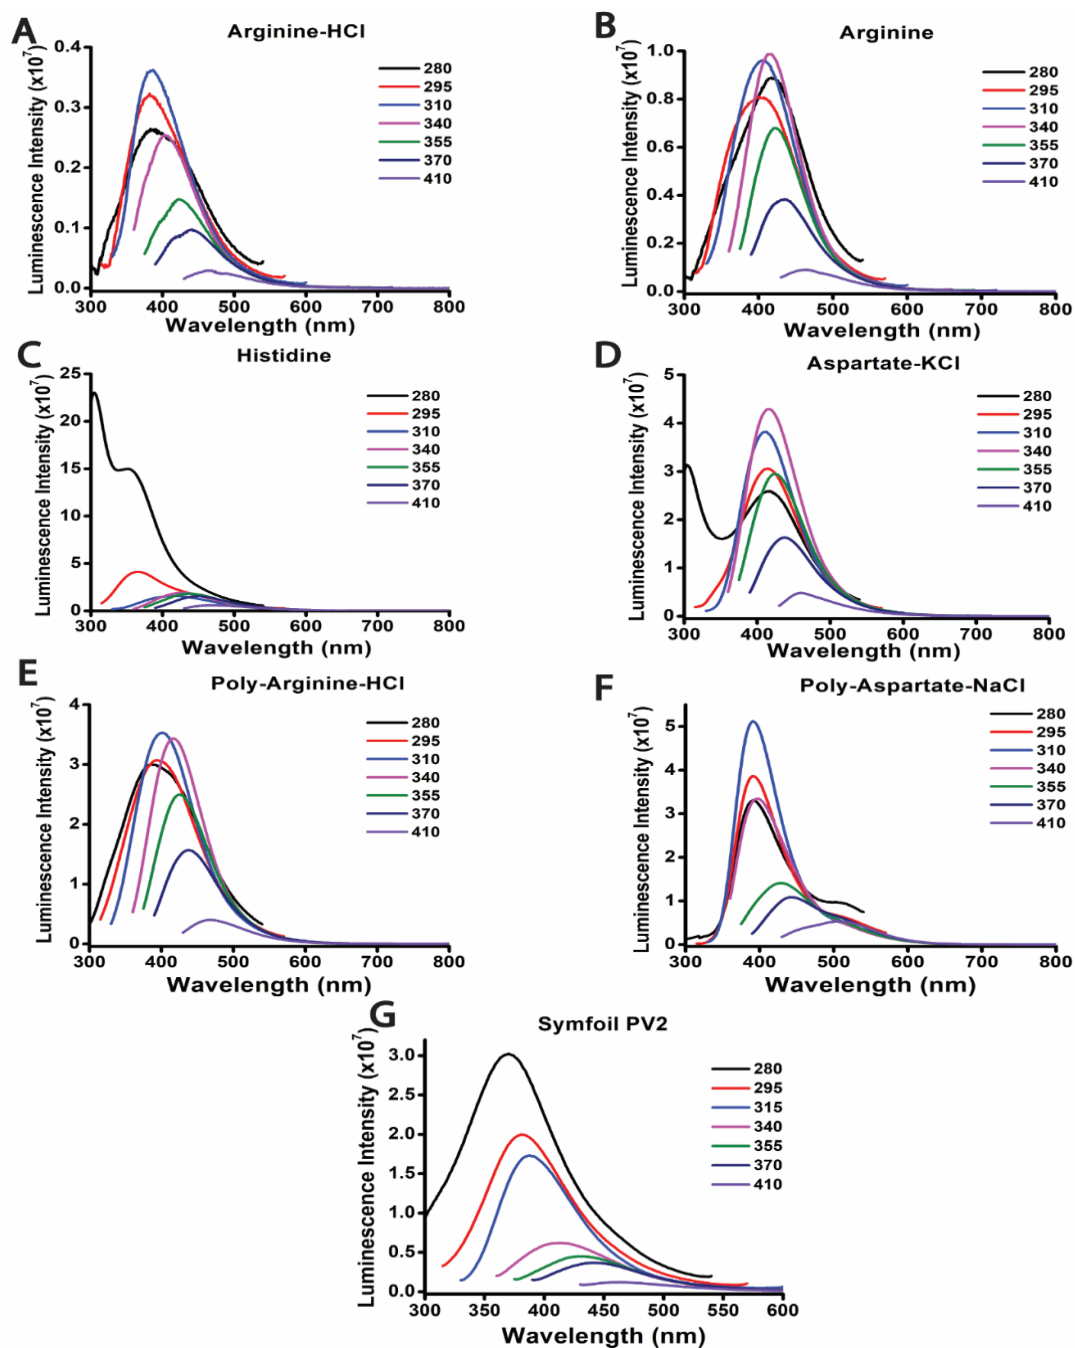 A
Arginine-HCl
Luminescence Intensity (x10⁷)
0.4
0.3
0.2
0.1
0.0
280
295
310
340
355
370
410
300 400 500 600 700 800
Wavelength (nm)
B
Arginine
Luminescence Intensity (x10⁷)
1.0
0.8
0.6
0.4
0.2
0.0
280
295
310
340
355
370
410
300 400 500 600 700 800
Wavelength (nm)
C
Histidine
Luminescence Intensity (x10⁷)
25
20
15
10
5
0
280
295
310
340
355
370
410
300 400 500 600 700 800
Wavelength (nm)
D
Aspartate-KCl
Luminescence Intensity (x10⁷)
5
4
3
2
1
0
280
295
310
340
355
370
410
300 400 500 600 700 800
Wavelength (nm)
E
Poly-Arginine-HCl
Luminescence Intensity (x10⁷)
4
3
2
1
0
280
295
310
340
355
370
410
300 400 500 600 700 800
Wavelength (nm)
F
Poly-Aspartate-NaCl
Luminescence Intensity (x10⁷)
5
4
3
2
1
0
280
295
310
340
355
370
410
300 400 500 600 700 800
Wavelength (nm)
G
Symfoil PV2
Luminescence Intensity (x10⁷)
3.0
2.0
1.5
1.0
0.5
0.0
280
295
315
340
355
370
410
300 350 400 450 500 550 600
Wavelength (nm)